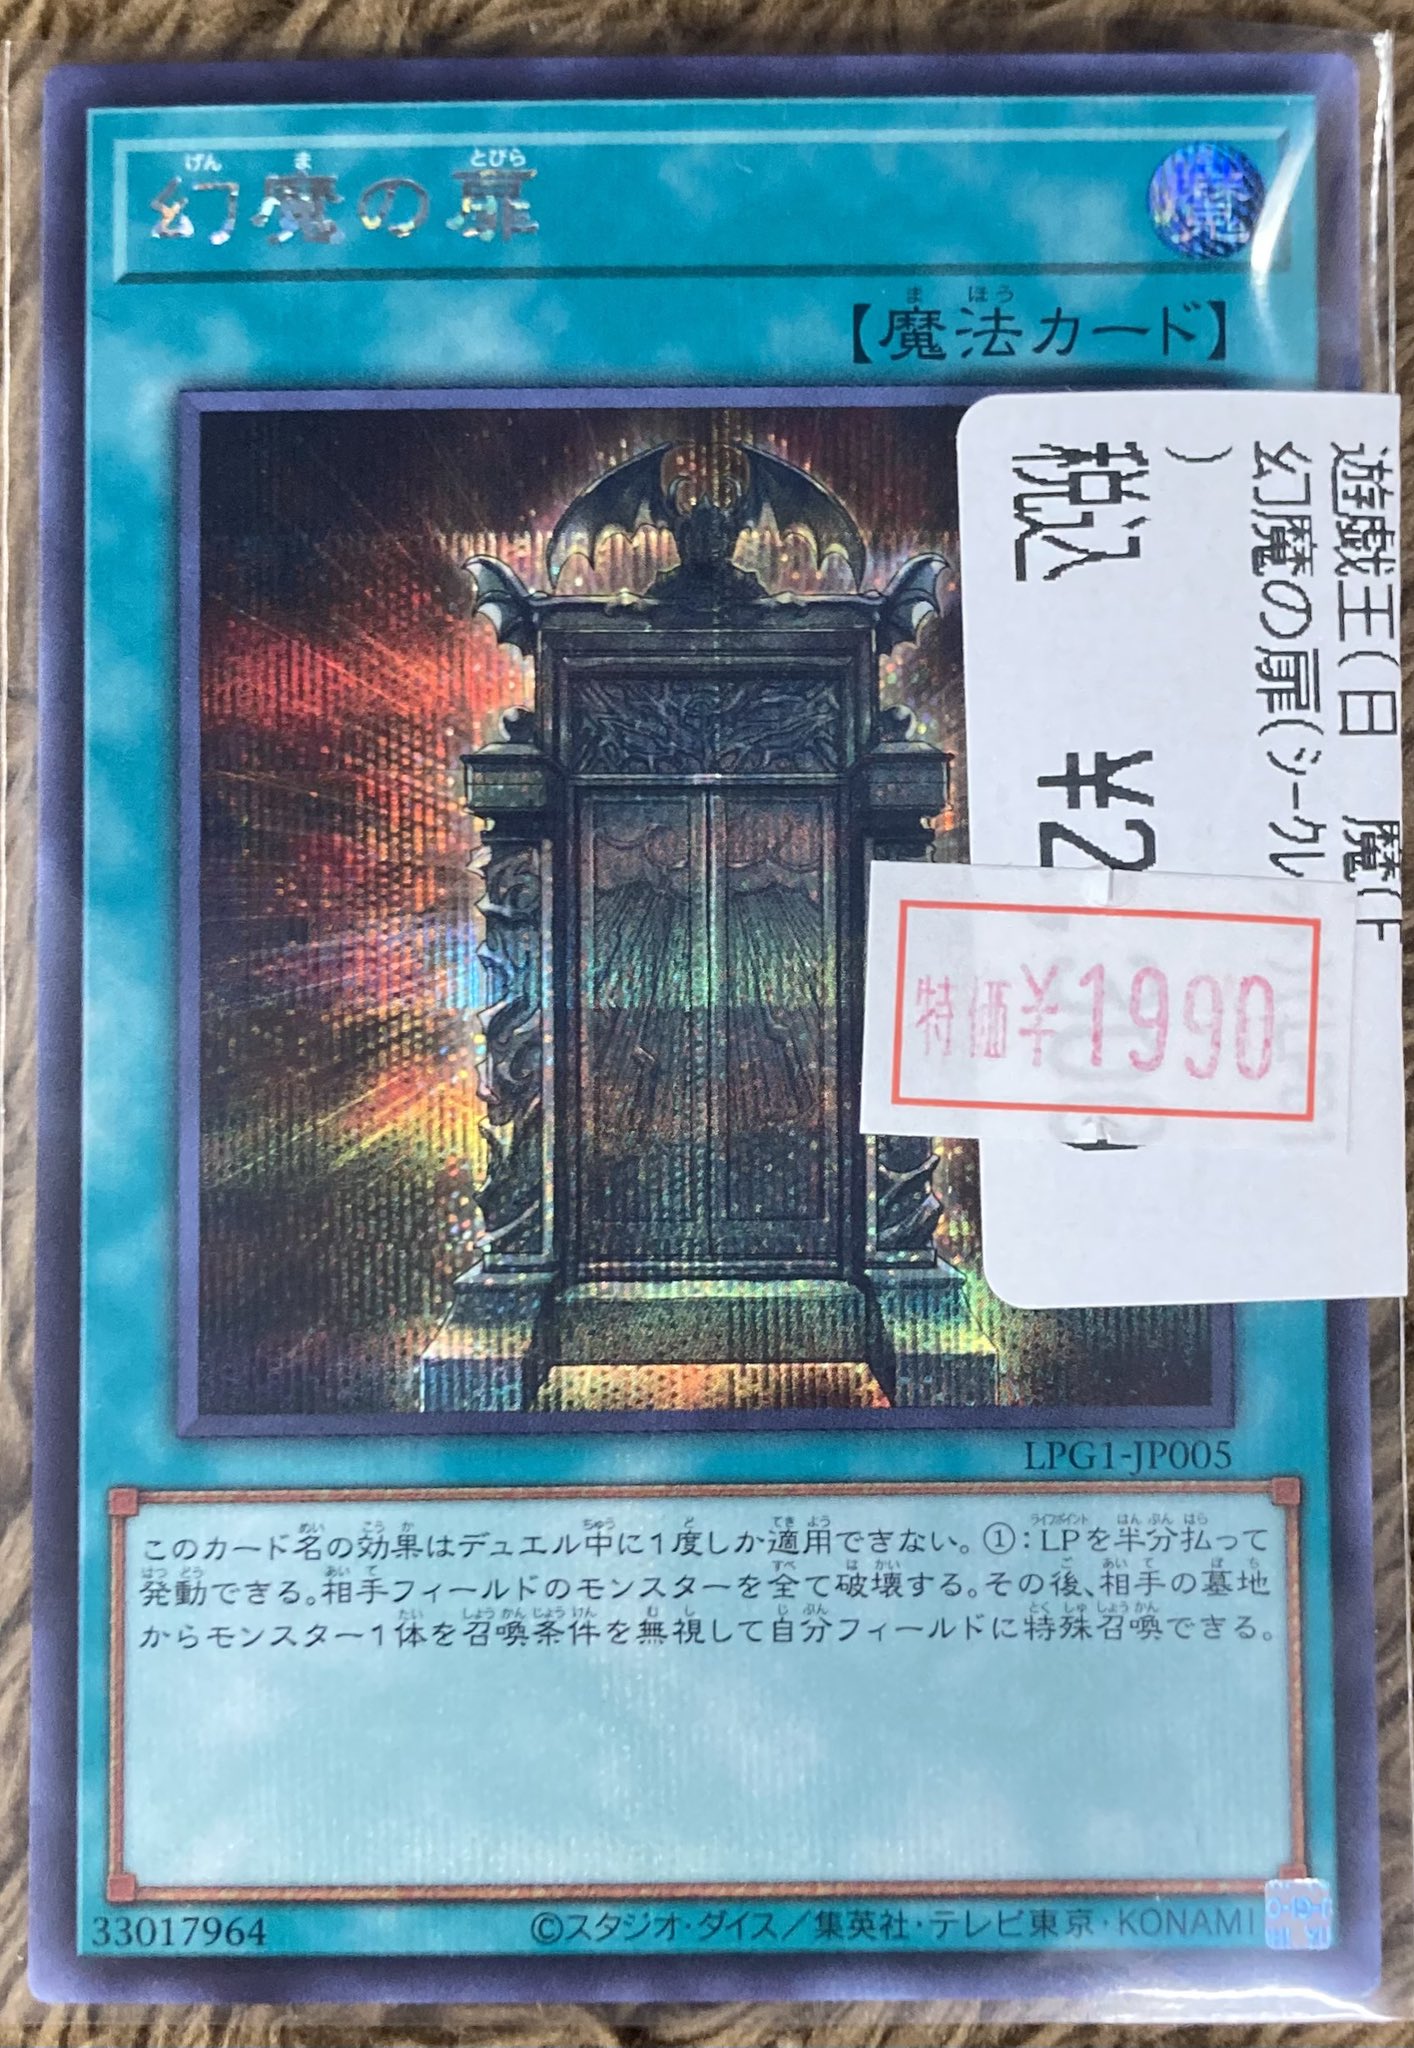 幻魔の扉
げん ま とびら
魔
【魔法カード】
ま ほう
遊戯王(日 魔(ﾄ
幻魔の扉(ｼｰｸﾚ
)
税込 ¥2
特価¥1990
LPG1-JP005
このカード名の効果はデュエル中に1度しか適用できない。①:LPを半分払って
発動できる。相手フィールドのモンスターを全て破壊する。その後、相手の墓地
からモンスター1体を召喚条件を無視して自分フィールドに特殊召喚できる。
33017964
©スタジオ・ダイス/集英社・テレビ東京・KONAMI